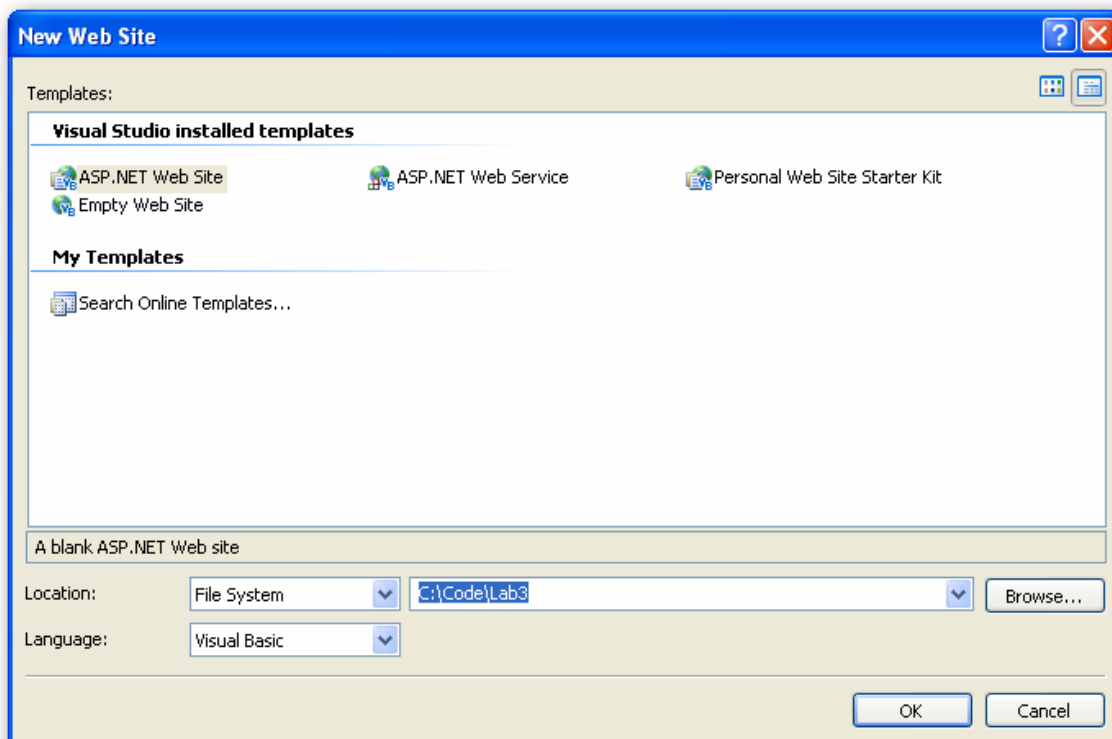 New Web Site
Templates:
Visual Studio installed templates
ASP.NET Web Site
ASP.NET Web Service
Personal Web Site Starter Kit
Empty Web Site
My Templates
Search Online Templates...
A blank ASP.NET Web site
Location:
File System
C:\Code\Lab3
Browse...
Language:
Visual Basic
OK
Cancel